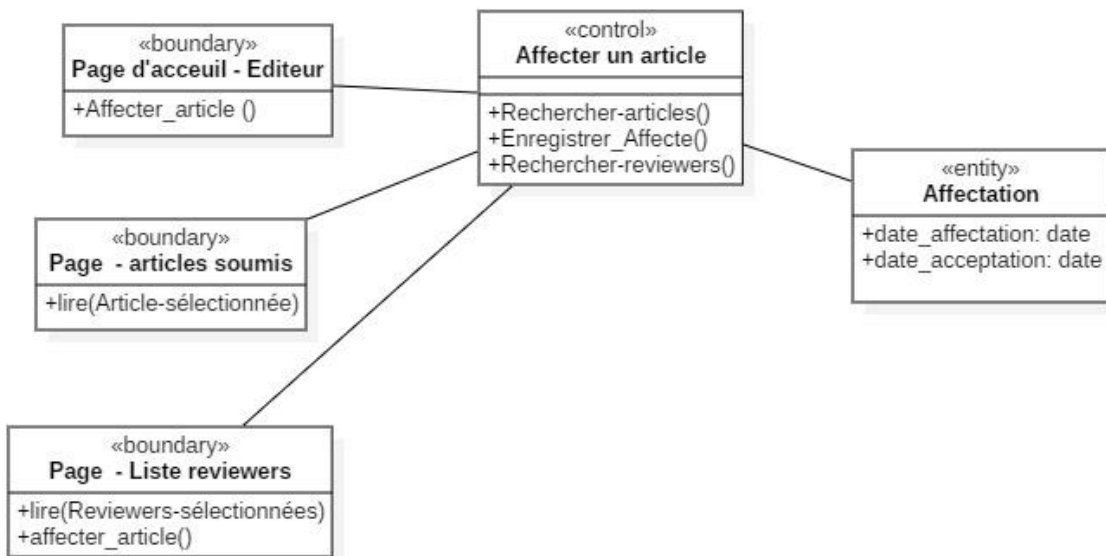 «boundary»
Page d'acceuil - Editeur
+Affecter_article ()
«control»
Affecter un article
+Rechercher-articles()
+Enregistrer_Affecte()
+Rechercher-reviewers()
«entity»
Affectation
+date_affectation: date
+date_acceptation: date
«boundary»
Page - articles soumis
+lire(Article-sélectionnée)
«boundary»
Page - Liste reviewers
+lire(Reviewers-sélectionnées)
+affecter_article()